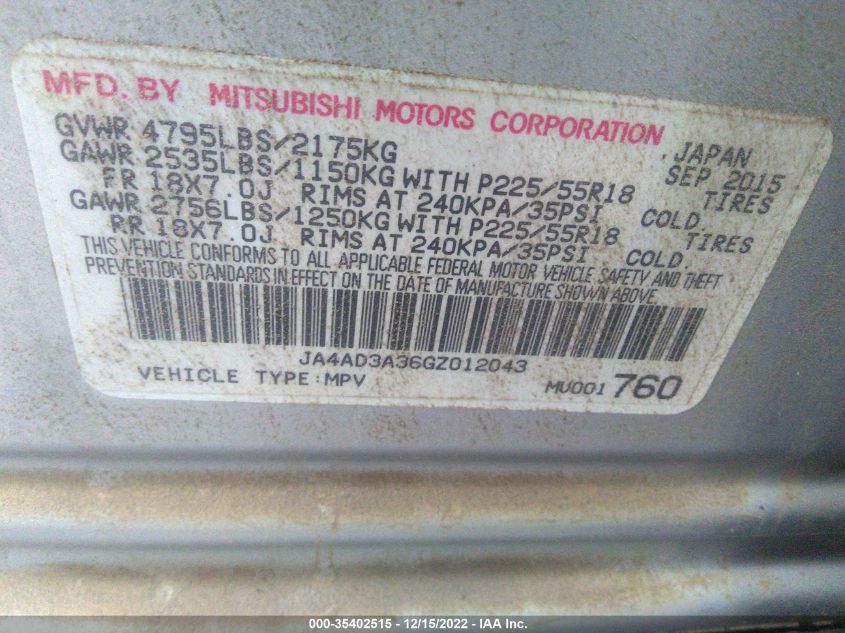 MFD. BY MITSUBISHI MOTORS CORPORATION
GVWR 4795LBS/2175KG JAPAN
GAWR 2535LBS/1150KG WITH P225/55R18 SEP 2015
FR 18X7.0J RIMS AT 240KPA/35PSI COLD TIRES
GAWR 2756LBS/1250KG WITH P225/55R18 TIRES
RR 18X7.0J RIMS AT 240KPA/35PSI COLD.
THIS VEHICLE CONFORMS TO ALL APPLICABLE FEDERAL MOTOR VEHICLE SAFETY AND THEFT
PREVENTION STANDARDS IN EFFECT ON THE DATE OF MANUFACTURE SHOWN ABOVE.
JA4AD3A36GZ012043
VEHICLE TYPE:MPV MU001 760
000-35402515 - 12/15/2022 - IAA Inc.